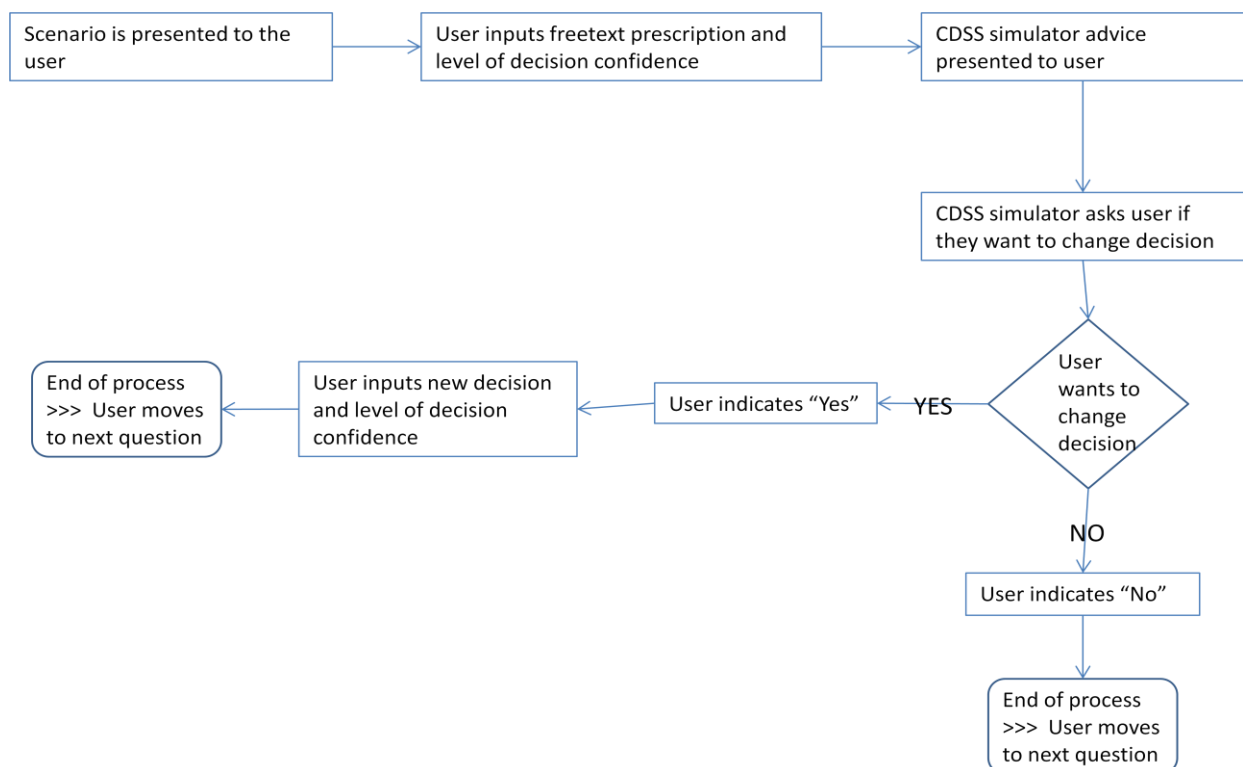 Scenario is presented to the
user
User inputs freetext prescription and
level of decision confidence
CDSS simulator advice
presented to user
CDSS simulator asks user if
they want to change decision
User
wants to
change
decision
YES
User indicates “Yes”
User inputs new decision
and level of decision
confidence
End of process
>>> User moves
to next question
NO
User indicates “No”
End of process
>>> User moves
to next question